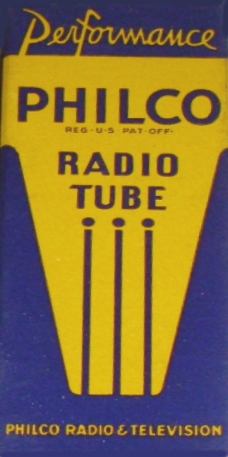 Performance
PHILCO
REG·U·S PAT·OFF·
RADIO
TUBE
PHILCO RADIO & TELEVISION